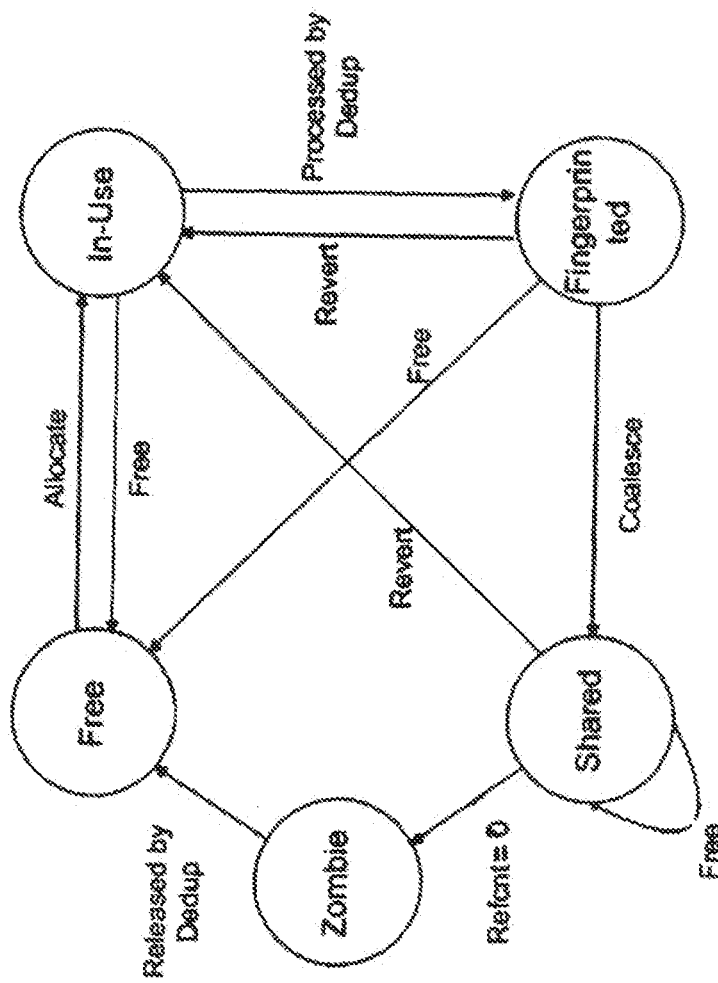 Free
Allocate
Free
In-Use
Released by
Dedup
Zombie
Refcnt= 0
Shared
Free
Revert
Free
Revert
Processed by
Dedup
Coalesce
Fingerprin
ted